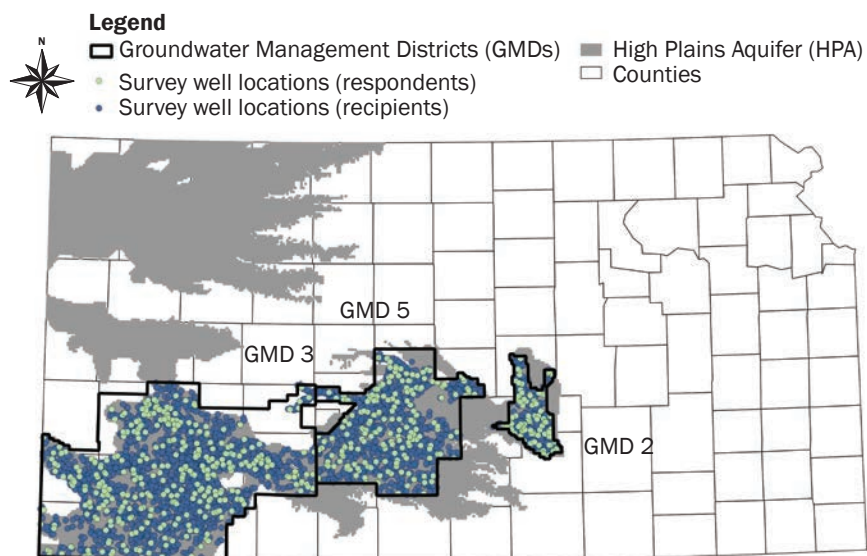 Legend
N
Groundwater Management Districts (GMDs)
High Plains Aquifer (HPA)
Survey well locations (respondents)
Counties
Survey well locations (recipients)
GMD 5
GMD 3
GMD 2